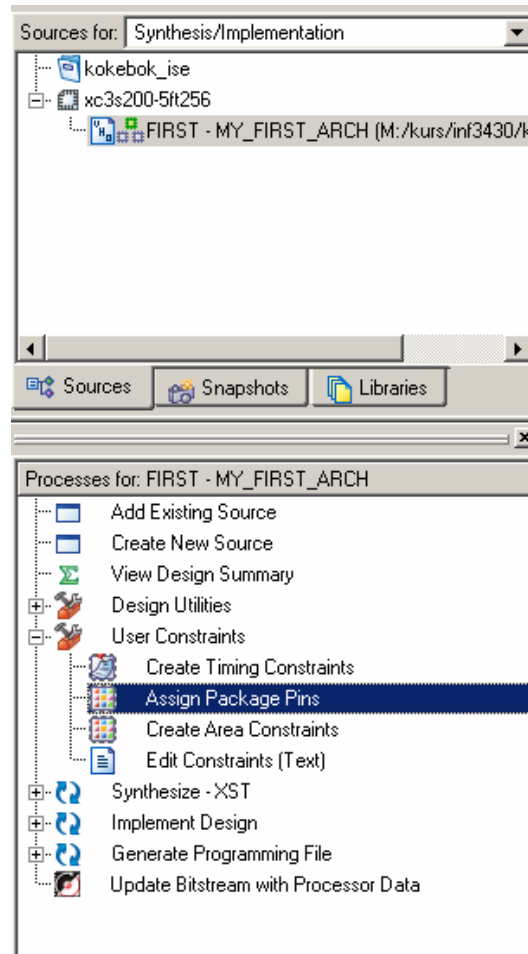 Sources for: Synthesis/Implementation
kokebok_ise
xc3s200-5ft256
FIRST - MY_FIRST_ARCH (M:/kurs/inf3430/k
Sources Snapshots Libraries
Processes for: FIRST - MY_FIRST_ARCH
Add Existing Source
Create New Source
View Design Summary
Design Utilities
User Constraints
Create Timing Constraints
Assign Package Pins
Create Area Constraints
Edit Constraints (Text)
Synthesize - XST
Implement Design
Generate Programming File
Update Bitstream with Processor Data